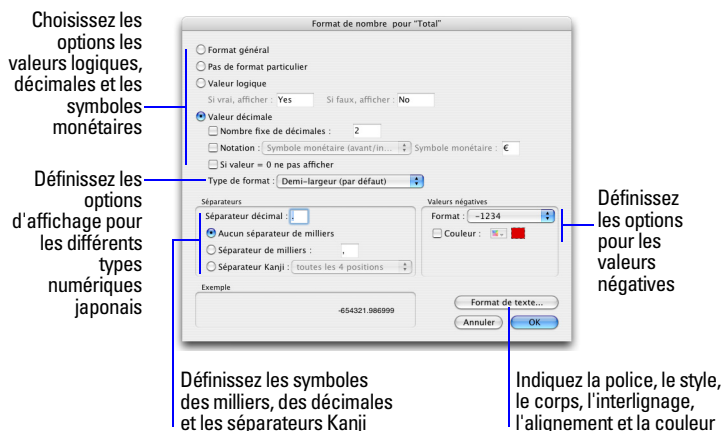 Choisissez les
options les
valeurs logiques,
décimales et les
symboles
monétaires
Définissez les
options
d'affichage pour
les différents
types
numériques
japonais
Format de nombre pour "Total"
Format général
Pas de format particulier
Valeur logique
Si vrai, afficher : Yes Si faux, afficher : No
Valeur décimale
Nombre fixe de décimales : 2
Notation : Symbole monétaire (avant/in... Symbole monétaire : €
Si valeur = 0 ne pas afficher
Type de format : Demi-largeur (par défaut)
Séparateurs
Séparateur décimal : .
Aucun séparateur de milliers
Séparateur de milliers : ,
Séparateur Kanji : toutes les 4 positions
Valeurs négatives
Format : -1234
Couleur :
Exemple
-654321.986999
Format de texte...
Annuler OK
Définissez
les options
pour les
valeurs
négatives
Définissez les symboles
des milliers, des décimales
et les séparateurs Kanji
Indiquez la police, le style,
le corps, l'interlignage,
l'alignement et la couleur